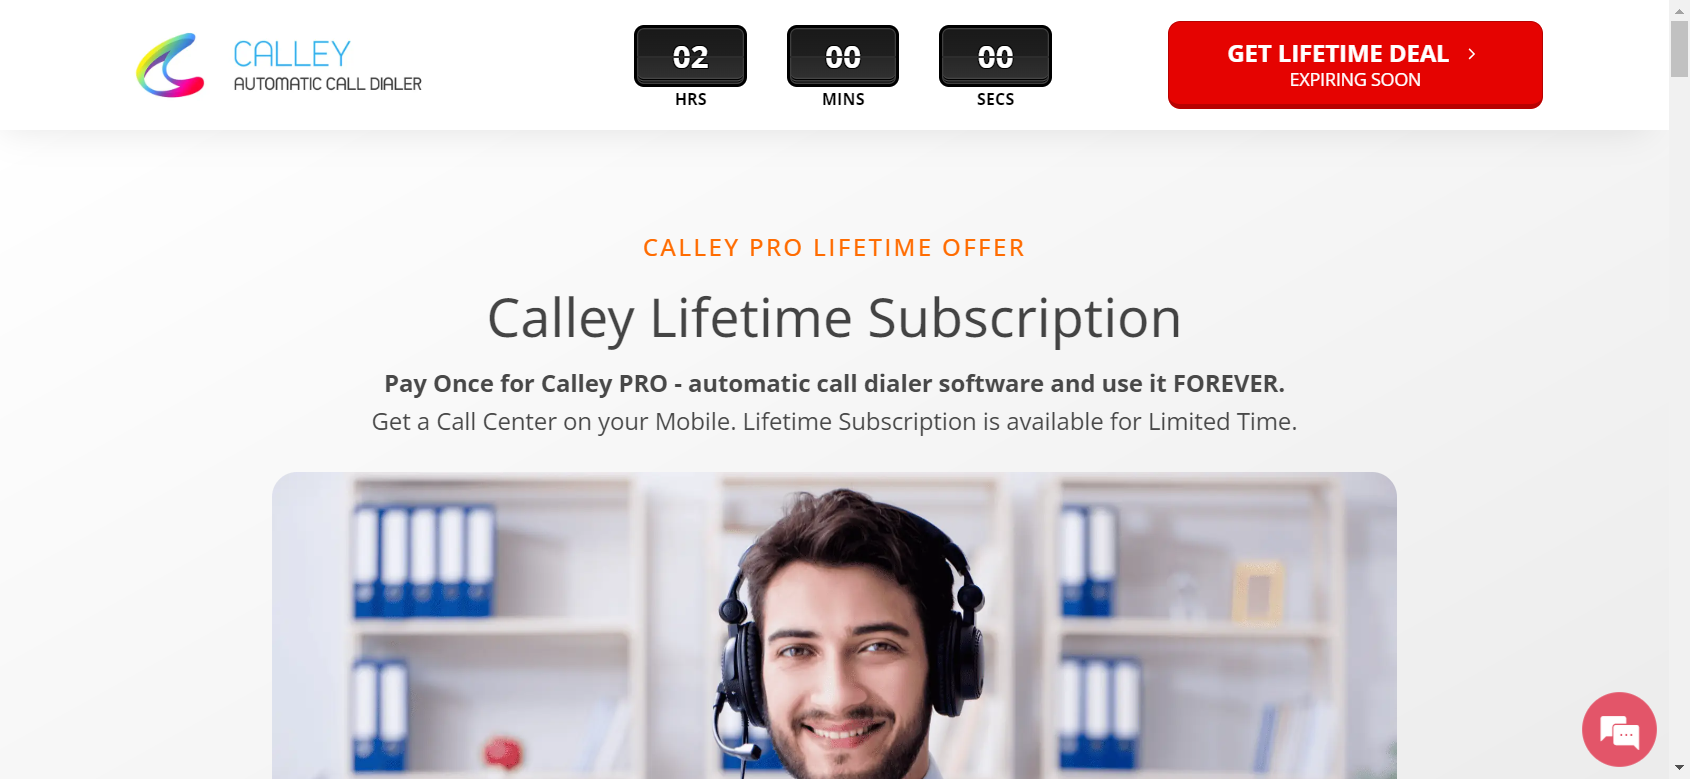 CALLEY
AUTOMATIC CALL DIALER
02 00 00
HRS MINS SECS
GET LIFETIME DEAL
EXPIRING SOON
CALLEY PRO LIFETIME OFFER
Calley Lifetime Subscription
Pay Once for Calley PRO - automatic call dialer software and use it FOREVER.
Get a Call Center on your Mobile. Lifetime Subscription is available for Limited Time.